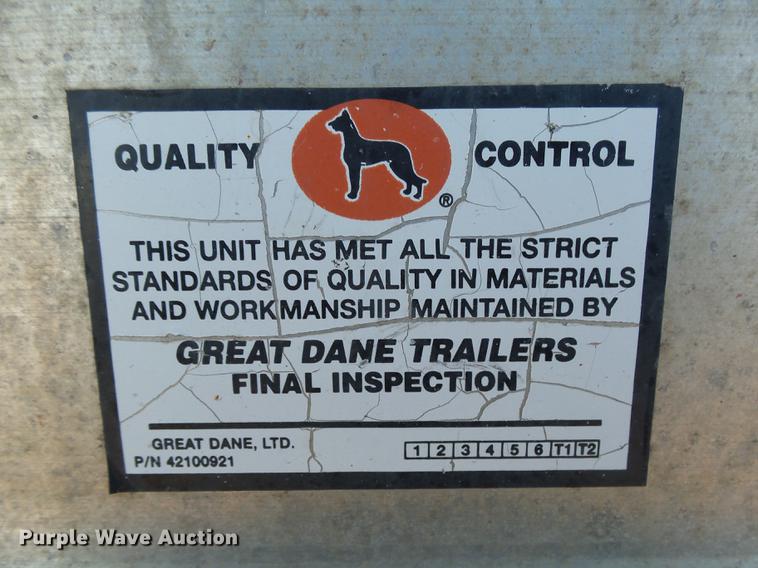 QUALITY CONTROL
®
THIS UNIT HAS MET ALL THE STRICT
STANDARDS OF QUALITY IN MATERIALS
AND WORKMANSHIP MAINTAINED BY
GREAT DANE TRAILERS
FINAL INSPECTION
GREAT DANE, LTD.
P/N 42100921
1 2 3 4 5 6 T1 T2
Purple Wave Auction